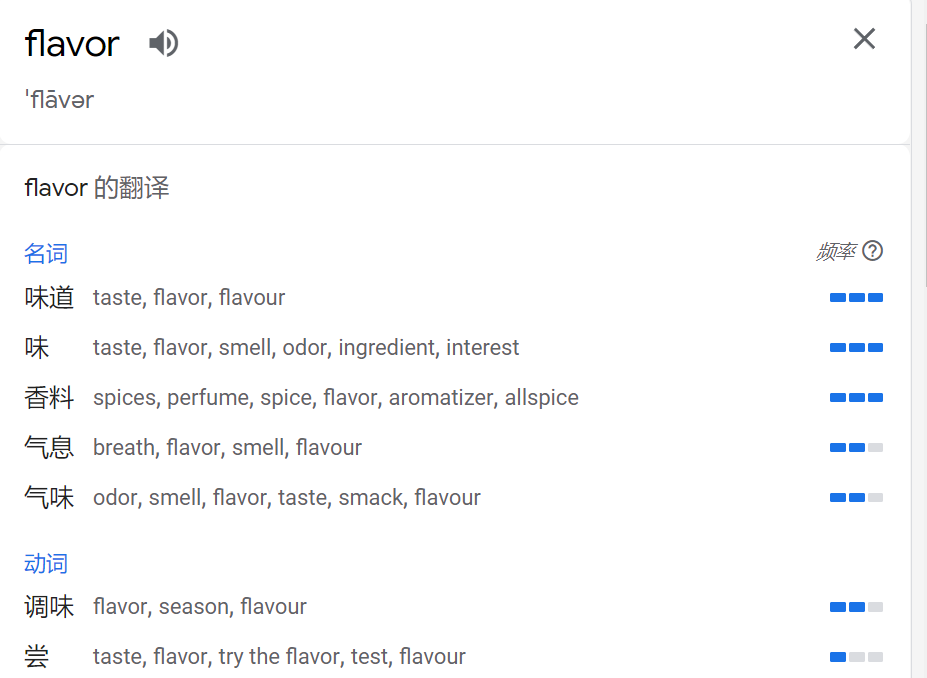 flavor
ˈflāvər
flavor 的翻译
名词 频率
味道 taste, flavor, flavour
味 taste, flavor, smell, odor, ingredient, interest
香料 spices, perfume, spice, flavor, aromatizer, allspice
气息 breath, flavor, smell, flavour
气味 odor, smell, flavor, taste, smack, flavour
动词
调味 flavor, season, flavour
尝 taste, flavor, try the flavor, test, flavour